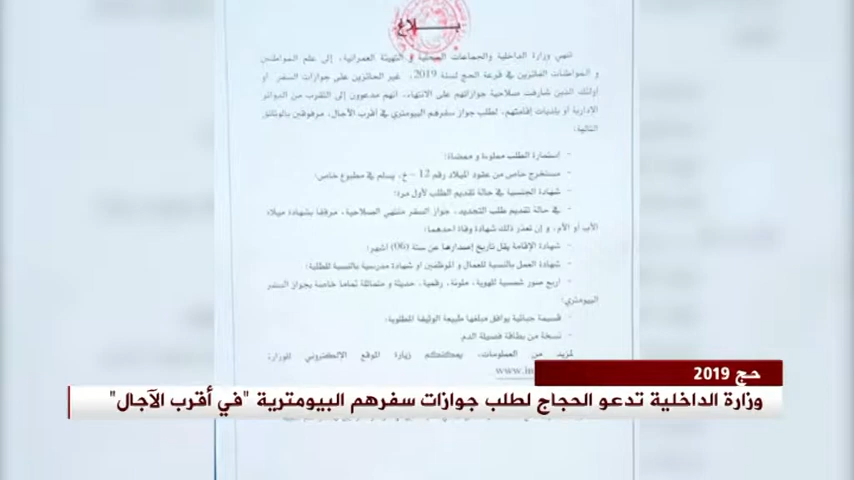 بـــــلاغ
تنهي وزارة الداخلية والجماعات المحلية و التهيئة العمرانية، إلى علم المواطنين
و المواطنات الفائزين في قرعة الحج لسنة 2019، غير الحائزين على جوازات السفر أو
أولئك الذين شارفت صلاحية جوازاتهم على الانتهاء، أنهم مدعوون إلى التقرب من الدوائر
الإدارية أو بلديات إقامتهم، لطلب جواز سفرهم البيومتري في أقرب الآجال، مرفوقين بالوثائق
التالية:
- استمارة الطلب مملوءة و ممضاة؛
- مستخرج خاص من عقود الميلاد رقم 12 – خ، يسلم في مطبوع خاص؛
- شهادة الجنسية في حالة تقديم الطلب لأول مرة؛
- في حالة تقديم طلب التجديد، جواز السفر منتهي الصلاحية، مرفقا بشهادة ميلاد
الأب أو الأم، و إن تعذر ذلك شهادة وفاة أحدهما؛
- شهادة الإقامة يقل تاريخ إصدارها عن ستة (06) أشهر؛
- شهادة العمل بالنسبة للعمال و الموظفين أو شهادة مدرسية بالنسبة للطلبة؛
- أربع صور شمسية للهوية، ملونة، رقمية، حديثة و متماثلة تماما خاصة بجواز السفر
البيومتري؛
- قسيمة جبائية يوافق مبلغها طبيعة الوثيقة المطلوبة؛
- نسخة من بطاقة فصيلة الدم
لمزيد من المعلومات، يمكنكم زيارة الموقع الالكتروني للوزارة
www.in
حج 2019
وزارة الداخلية تدعو الحجاج لطلب جوازات سفرهم البيومترية "في أقرب الآجال"